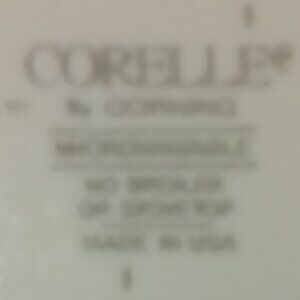 CORELLE®
By CORNING
MICROWAVABLE
NO BROILER
OR STOVETOP
MADE IN USA